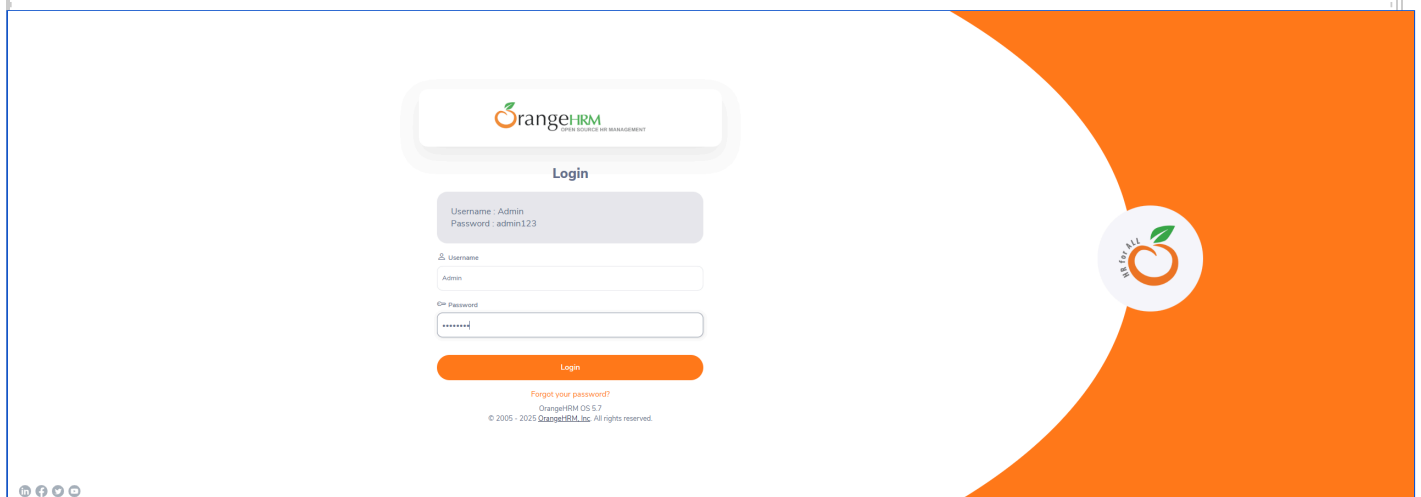 OrangeHRM
OPEN SOURCE HR MANAGEMENT
Login
Username : Admin
Password : admin123
Username
Admin
Password
••••••••
Login
Forgot your password?
OrangeHRM OS 5.7
© 2005 - 2025 OrangeHRM, Inc. All rights reserved.
HR for ALL